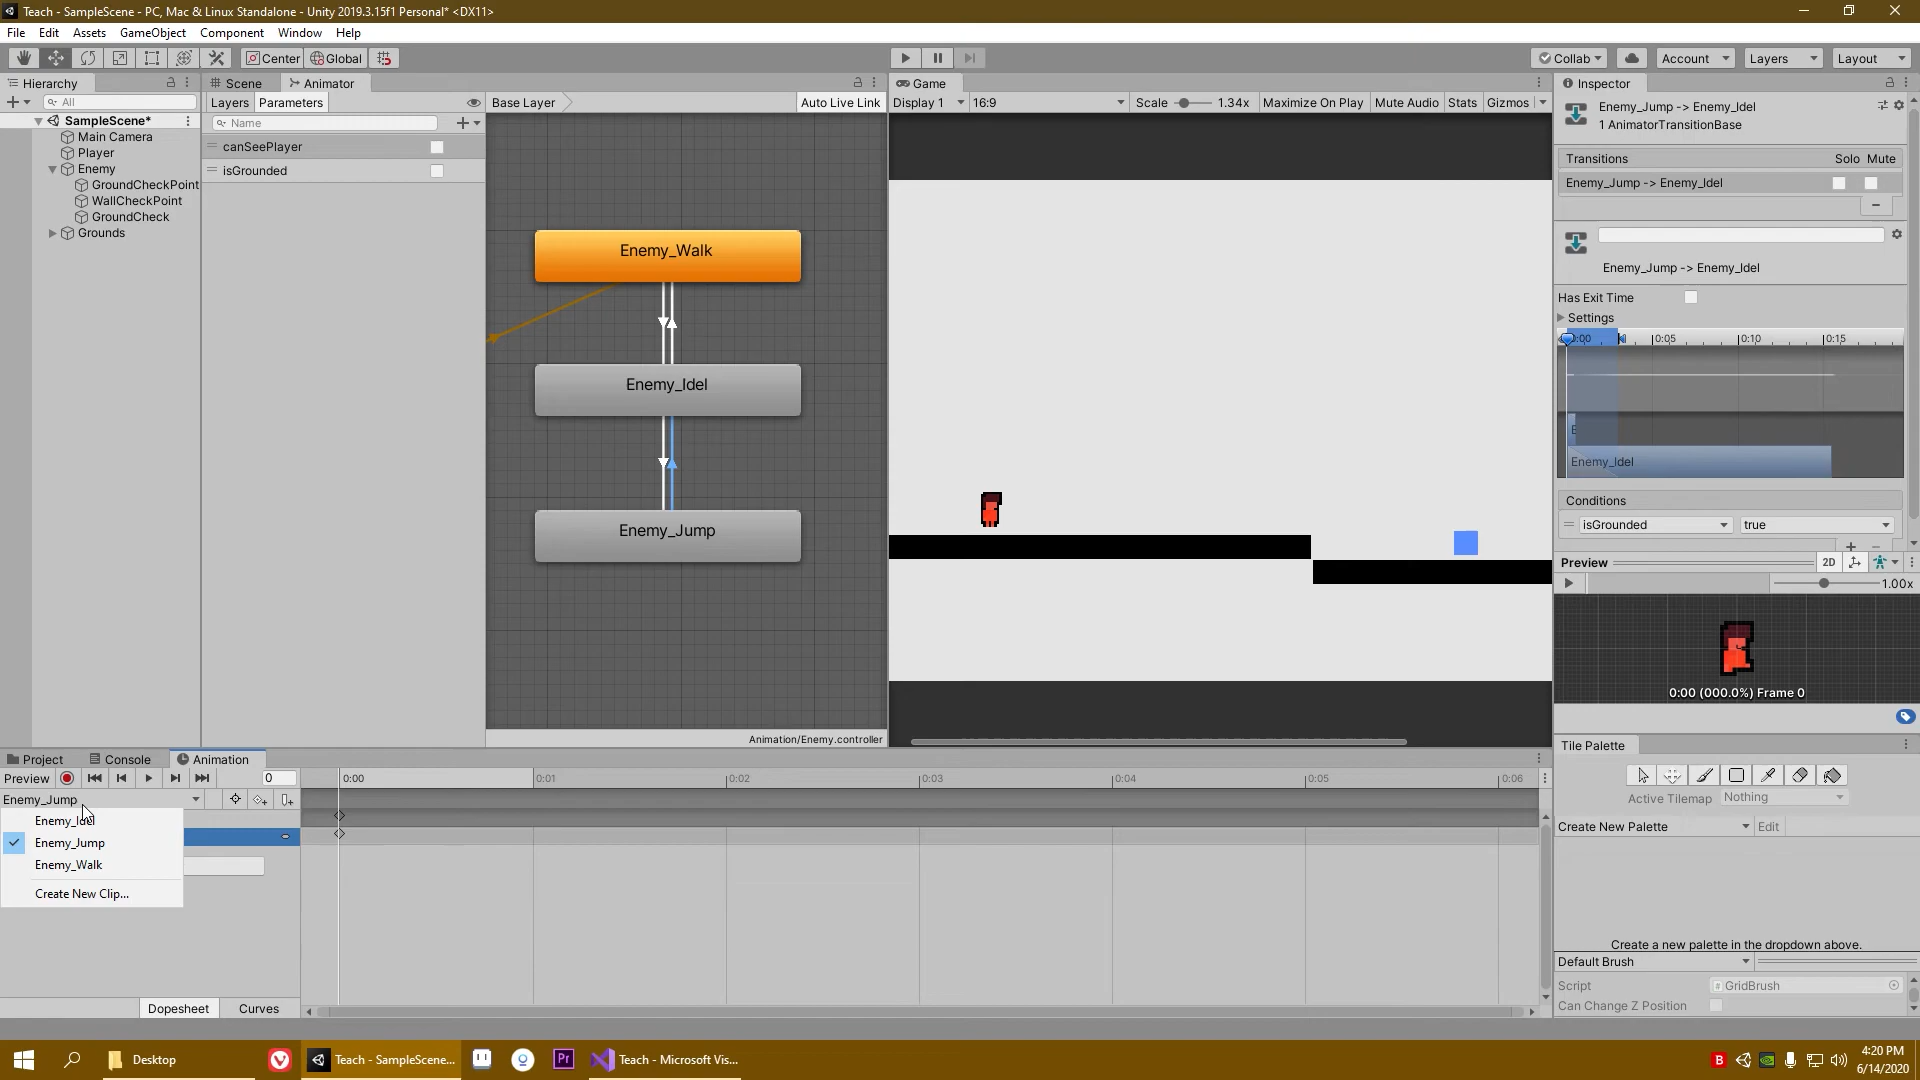 Teach - SampleScene - PC, Mac & Linux Standalone - Unity 2019.3.15f1 Personal* <DX11>
File Edit Assets GameObject Component Window Help
Center Global Collab Account Layers Layout
Hierarchy
All
SampleScene*
Main Camera
Player
Enemy
GroundCheckPoint
WallCheckPoint
GroundCheck
Grounds
Scene Animator
Layers Parameters Base Layer Auto Live Link
Name
canSeePlayer
isGrounded
Enemy_Walk
Enemy_Idel
Enemy_Jump
Animation/Enemy.controller
Game
Display 1 16:9 Scale 1.34x Maximize On Play Mute Audio Stats Gizmos
Inspector
Enemy_Jump -> Enemy_Idel
1 AnimatorTransitionBase
Transitions Solo Mute
Enemy_Jump -> Enemy_Idel
Enemy_Jump -> Enemy_Idel
Has Exit Time
Settings
0:00 0:05 0:10 0:15
Enemy_Idel
Conditions
isGrounded true
Preview 2D
1.00x
0:00 (000.0%) Frame 0
Project Console Animation
Preview 0 0:00 0:01 0:02 0:03 0:04 0:05 0:06
Enemy_Jump
Enemy_Idel
Enemy_Jump
Enemy_Walk
Create New Clip...
Dopesheet Curves
Tile Palette
Active Tilemap Nothing
Create New Palette Edit
Create a new palette in the dropdown above.
Default Brush
Script GridBrush
Can Change Z Position
Desktop Teach - SampleScene... Pr Teach - Microsoft Vis... B
4:20 PM
6/14/2020